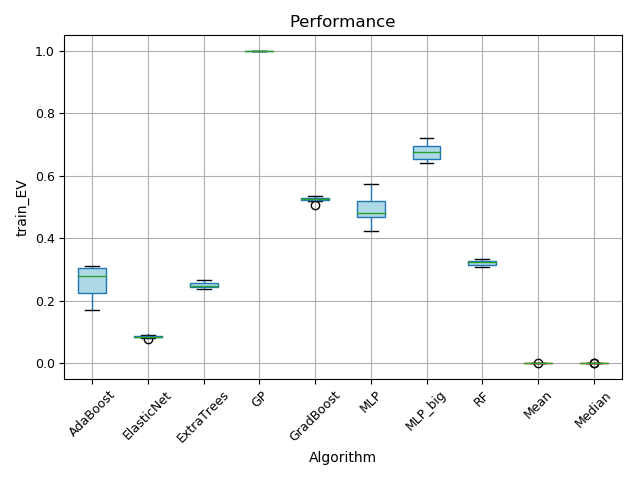 Performance
train_EV
1.0
0.8
0.6
0.4
0.2
0.0
AdaBoost
ElasticNet
ExtraTrees
GP
GradBoost
MLP
MLP_big
RF
Mean
Median
Algorithm